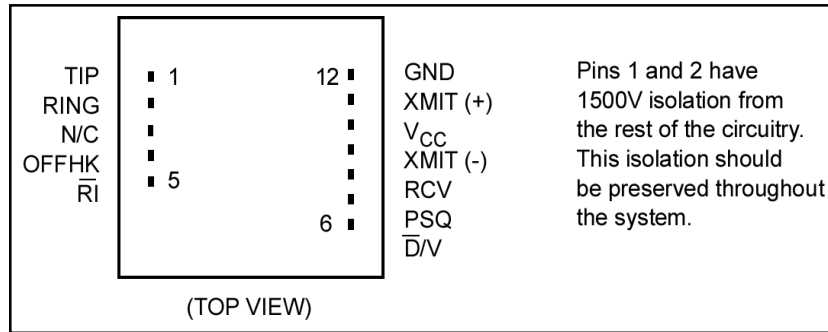 TIP
RING
N/C
OFFHK
R̅I̅
1
5
12
6
GND
XMIT (+)
VCC
XMIT (-)
RCV
PSQ
D̅/V
(TOP VIEW)
Pins 1 and 2 have
1500V isolation from
the rest of the circuitry.
This isolation should
be preserved throughout
the system.